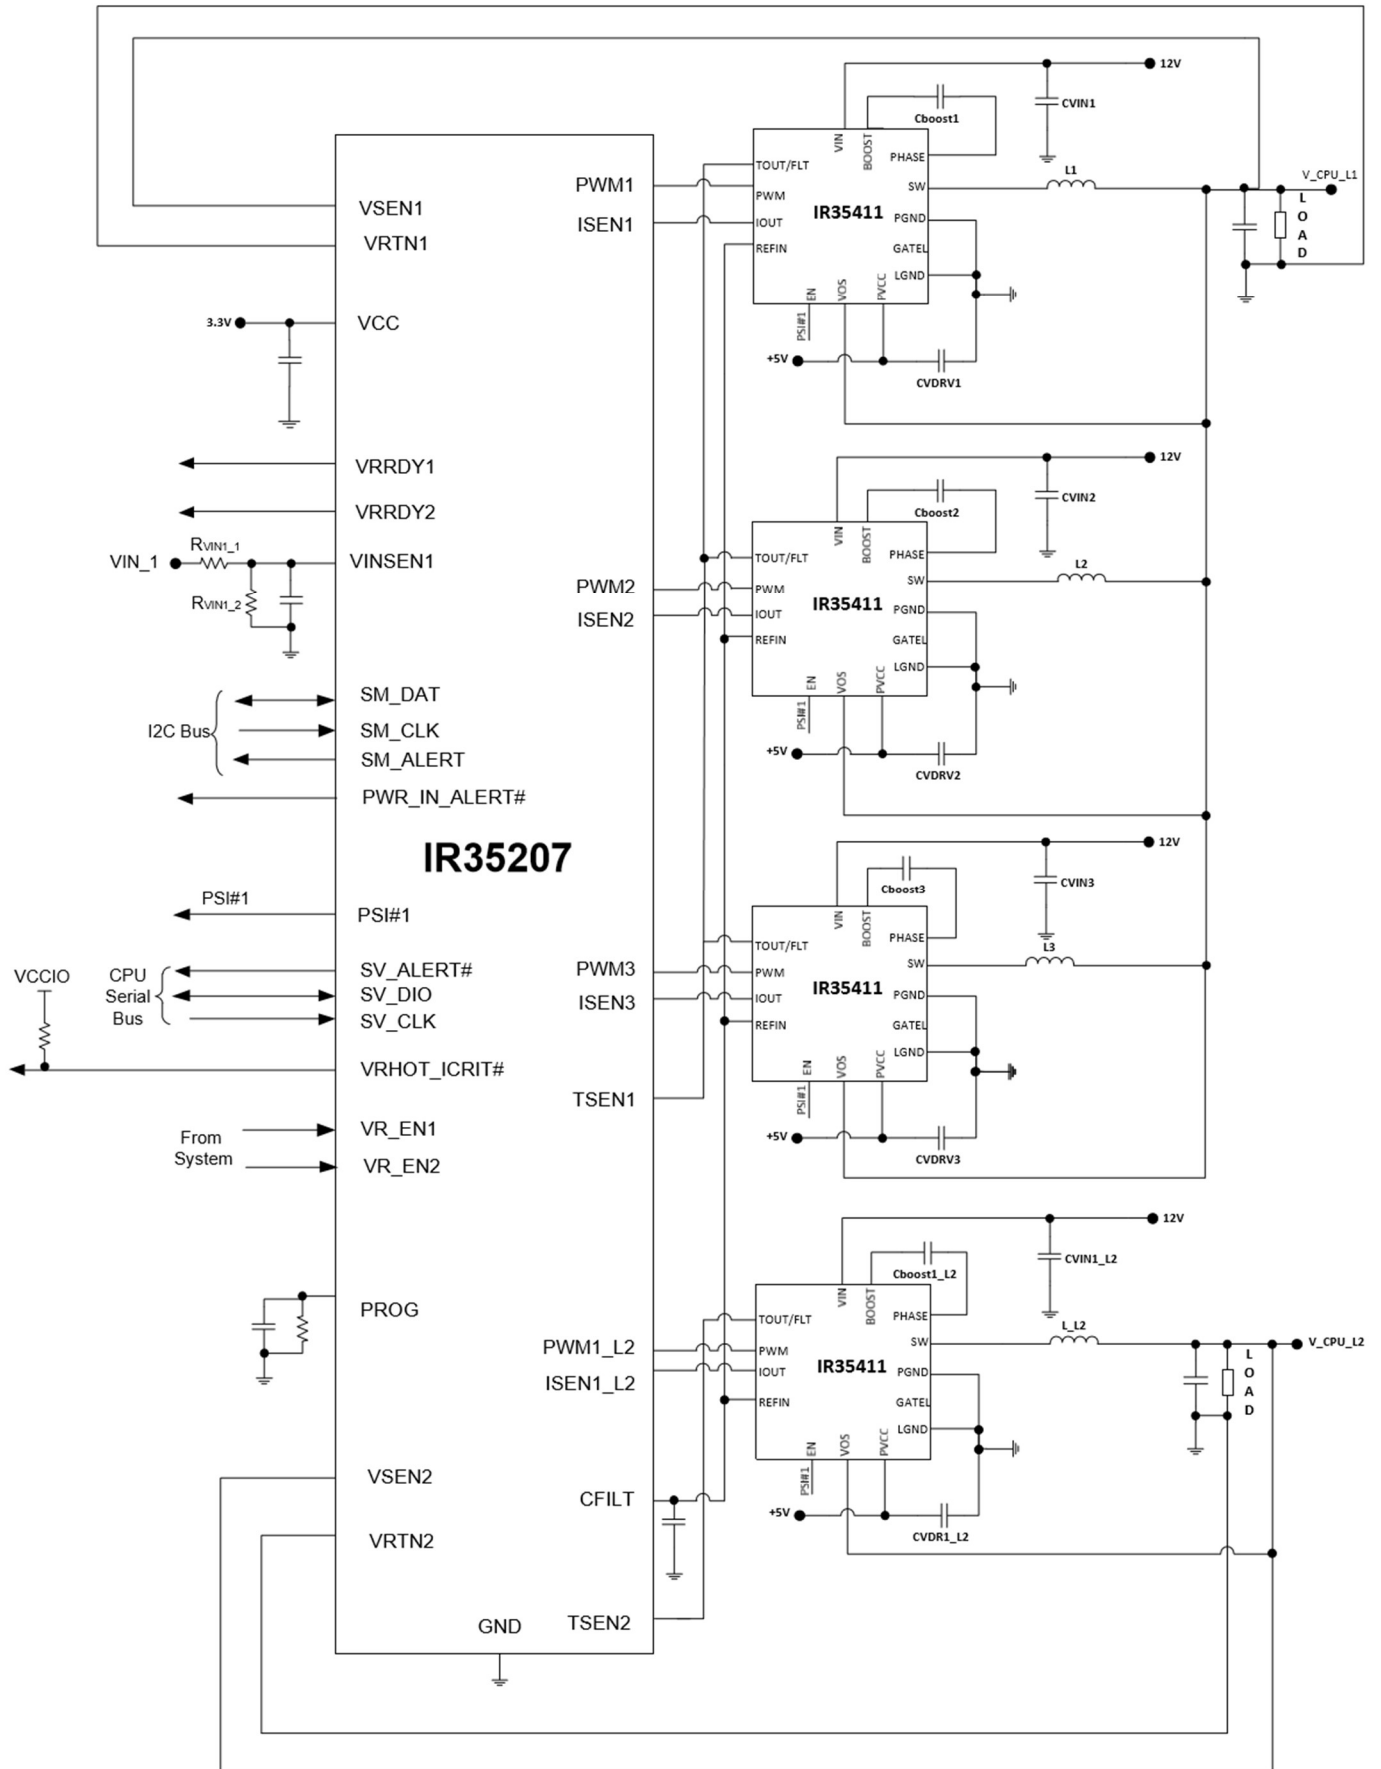 12V
CVIN1
Cboost1
VIN
BOOST
PHASE
TOUT/FLT
PWM
IOUT
REFIN
IR35411
SW
PGND
GATEL
LGND
EN
VOS
PVCC
PSI#1
+5V
CVDRV1
L1
V_CPU_L1
L
O
A
D
12V
CVIN2
Cboost2
VIN
BOOST
PHASE
TOUT/FLT
PWM
IOUT
REFIN
IR35411
SW
PGND
GATEL
LGND
EN
VOS
PVCC
PSI#1
+5V
CVDRV2
L2
12V
CVIN3
Cboost3
VIN
BOOST
PHASE
TOUT/FLT
PWM
IOUT
REFIN
IR35411
SW
PGND
GATEL
LGND
EN
VOS
PVCC
PSI#1
+5V
CVDRV3
L3
12V
CVIN1_L2
Cboost1_L2
VIN
BOOST
PHASE
TOUT/FLT
PWM
IOUT
REFIN
IR35411
SW
PGND
GATEL
LGND
EN
VOS
PVCC
PSI#1
+5V
CVDR1_L2
L_L2
V_CPU_L2
L
O
A
D
VSEN1
VRTN1
3.3V
VCC
VRRDY1
VRRDY2
VIN_1
RVIN1_1
RVIN1_2
VINSEN1
I2C Bus
SM_DAT
SM_CLK
SM_ALERT
PWR_IN_ALERT#
IR35207
PSI#1
PSI#1
VCCIO
CPU
Serial
Bus
SV_ALERT#
SV_DIO
SV_CLK
VRHOT_ICRIT#
From
System
VR_EN1
VR_EN2
PROG
VSEN2
VRTN2
GND
PWM1
ISEN1
PWM2
ISEN2
PWM3
ISEN3
TSEN1
PWM1_L2
ISEN1_L2
CFILT
TSEN2